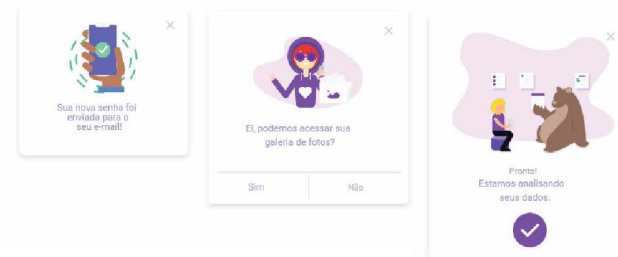 Sua nova senha foi
enviada para o
seu e-mail!
Ei, podemos acessar sua
galeria de fotos?
Sim
Não
Pronto!
Estamos analisando
seus dados.